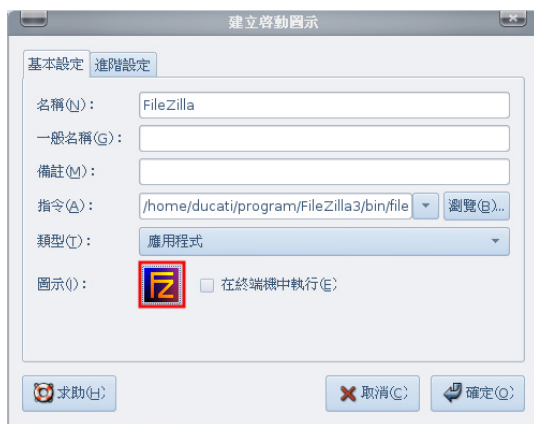 建立啓動圖示
基本設定 進階設定
名稱(N)： FileZilla
一般名稱(G)：
備註(M)：
指令(A)： /home/ducati/program/FileZilla3/bin/file 瀏覽(B)...
類型(T)： 應用程式
圖示(I)： FZ 在終端機中執行(E)
求助(H) 取消(C) 確定(O)